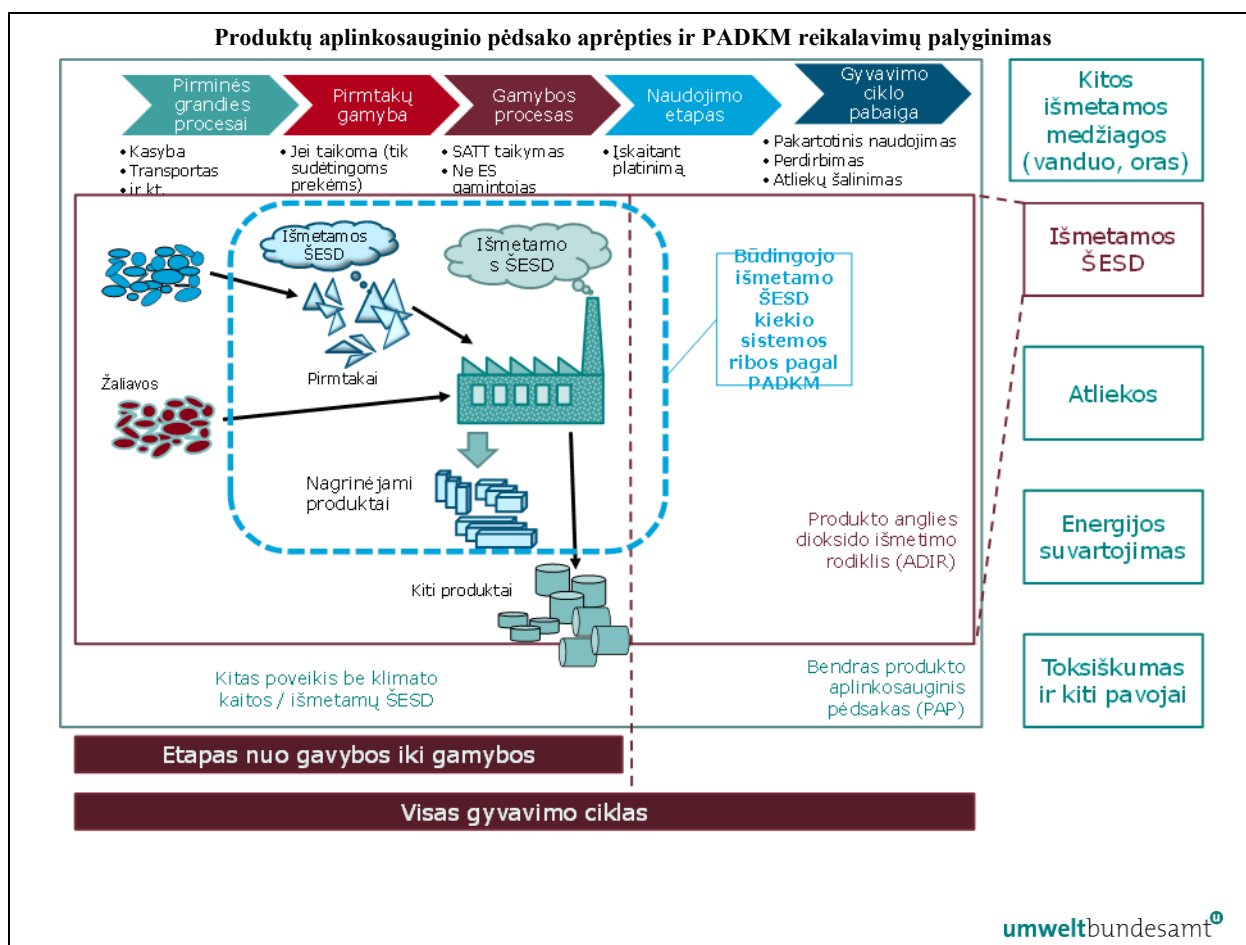 Produktų aplinkosauginio pėdsako aprėpties ir PADKM reikalavimų palyginimas
Pirminės
grandies
procesai
Pirmtakų
gamyba
Gamybos
procesas
Naudojimo
etapas
Gyvavimo
ciklo
pabaiga
• Kasyba
• Transportas
• ir kt.
• Jei taikoma (tik
sudėtingoms
prekėms)
• SATT taikymas
• Ne ES
gamintojas
• Įskaitant
platinimą
• Pakartotinis naudojimas
• Perdirbimas
• Atliekų šalinimas
Kitos
išmetamos
medžiagos
(vanduo, oras)
Išmetamos
ŠESD
Atliekos
Energijos
suvartojimas
Toksiškumas
ir kiti pavojai
Išmetamos
ŠESD
Išmetamo
s ŠESD
Būdingojo
išmetamo
ŠESD
kiekio
sistemos
ribos pagal
PADKM
Pirmtakai
Žaliavos
Nagrinėjami
produktai
Kiti produktai
Produkto anglies
dioksido išmetimo
rodiklis (ADIR)
Kitas poveikis be klimato
kaitos / išmetamų ŠESD
Bendras produkto
aplinkosauginis
pėdsakas (PAP)
Etapas nuo gavybos iki gamybos
Visas gyvavimo ciklas
umweltbundesamt u